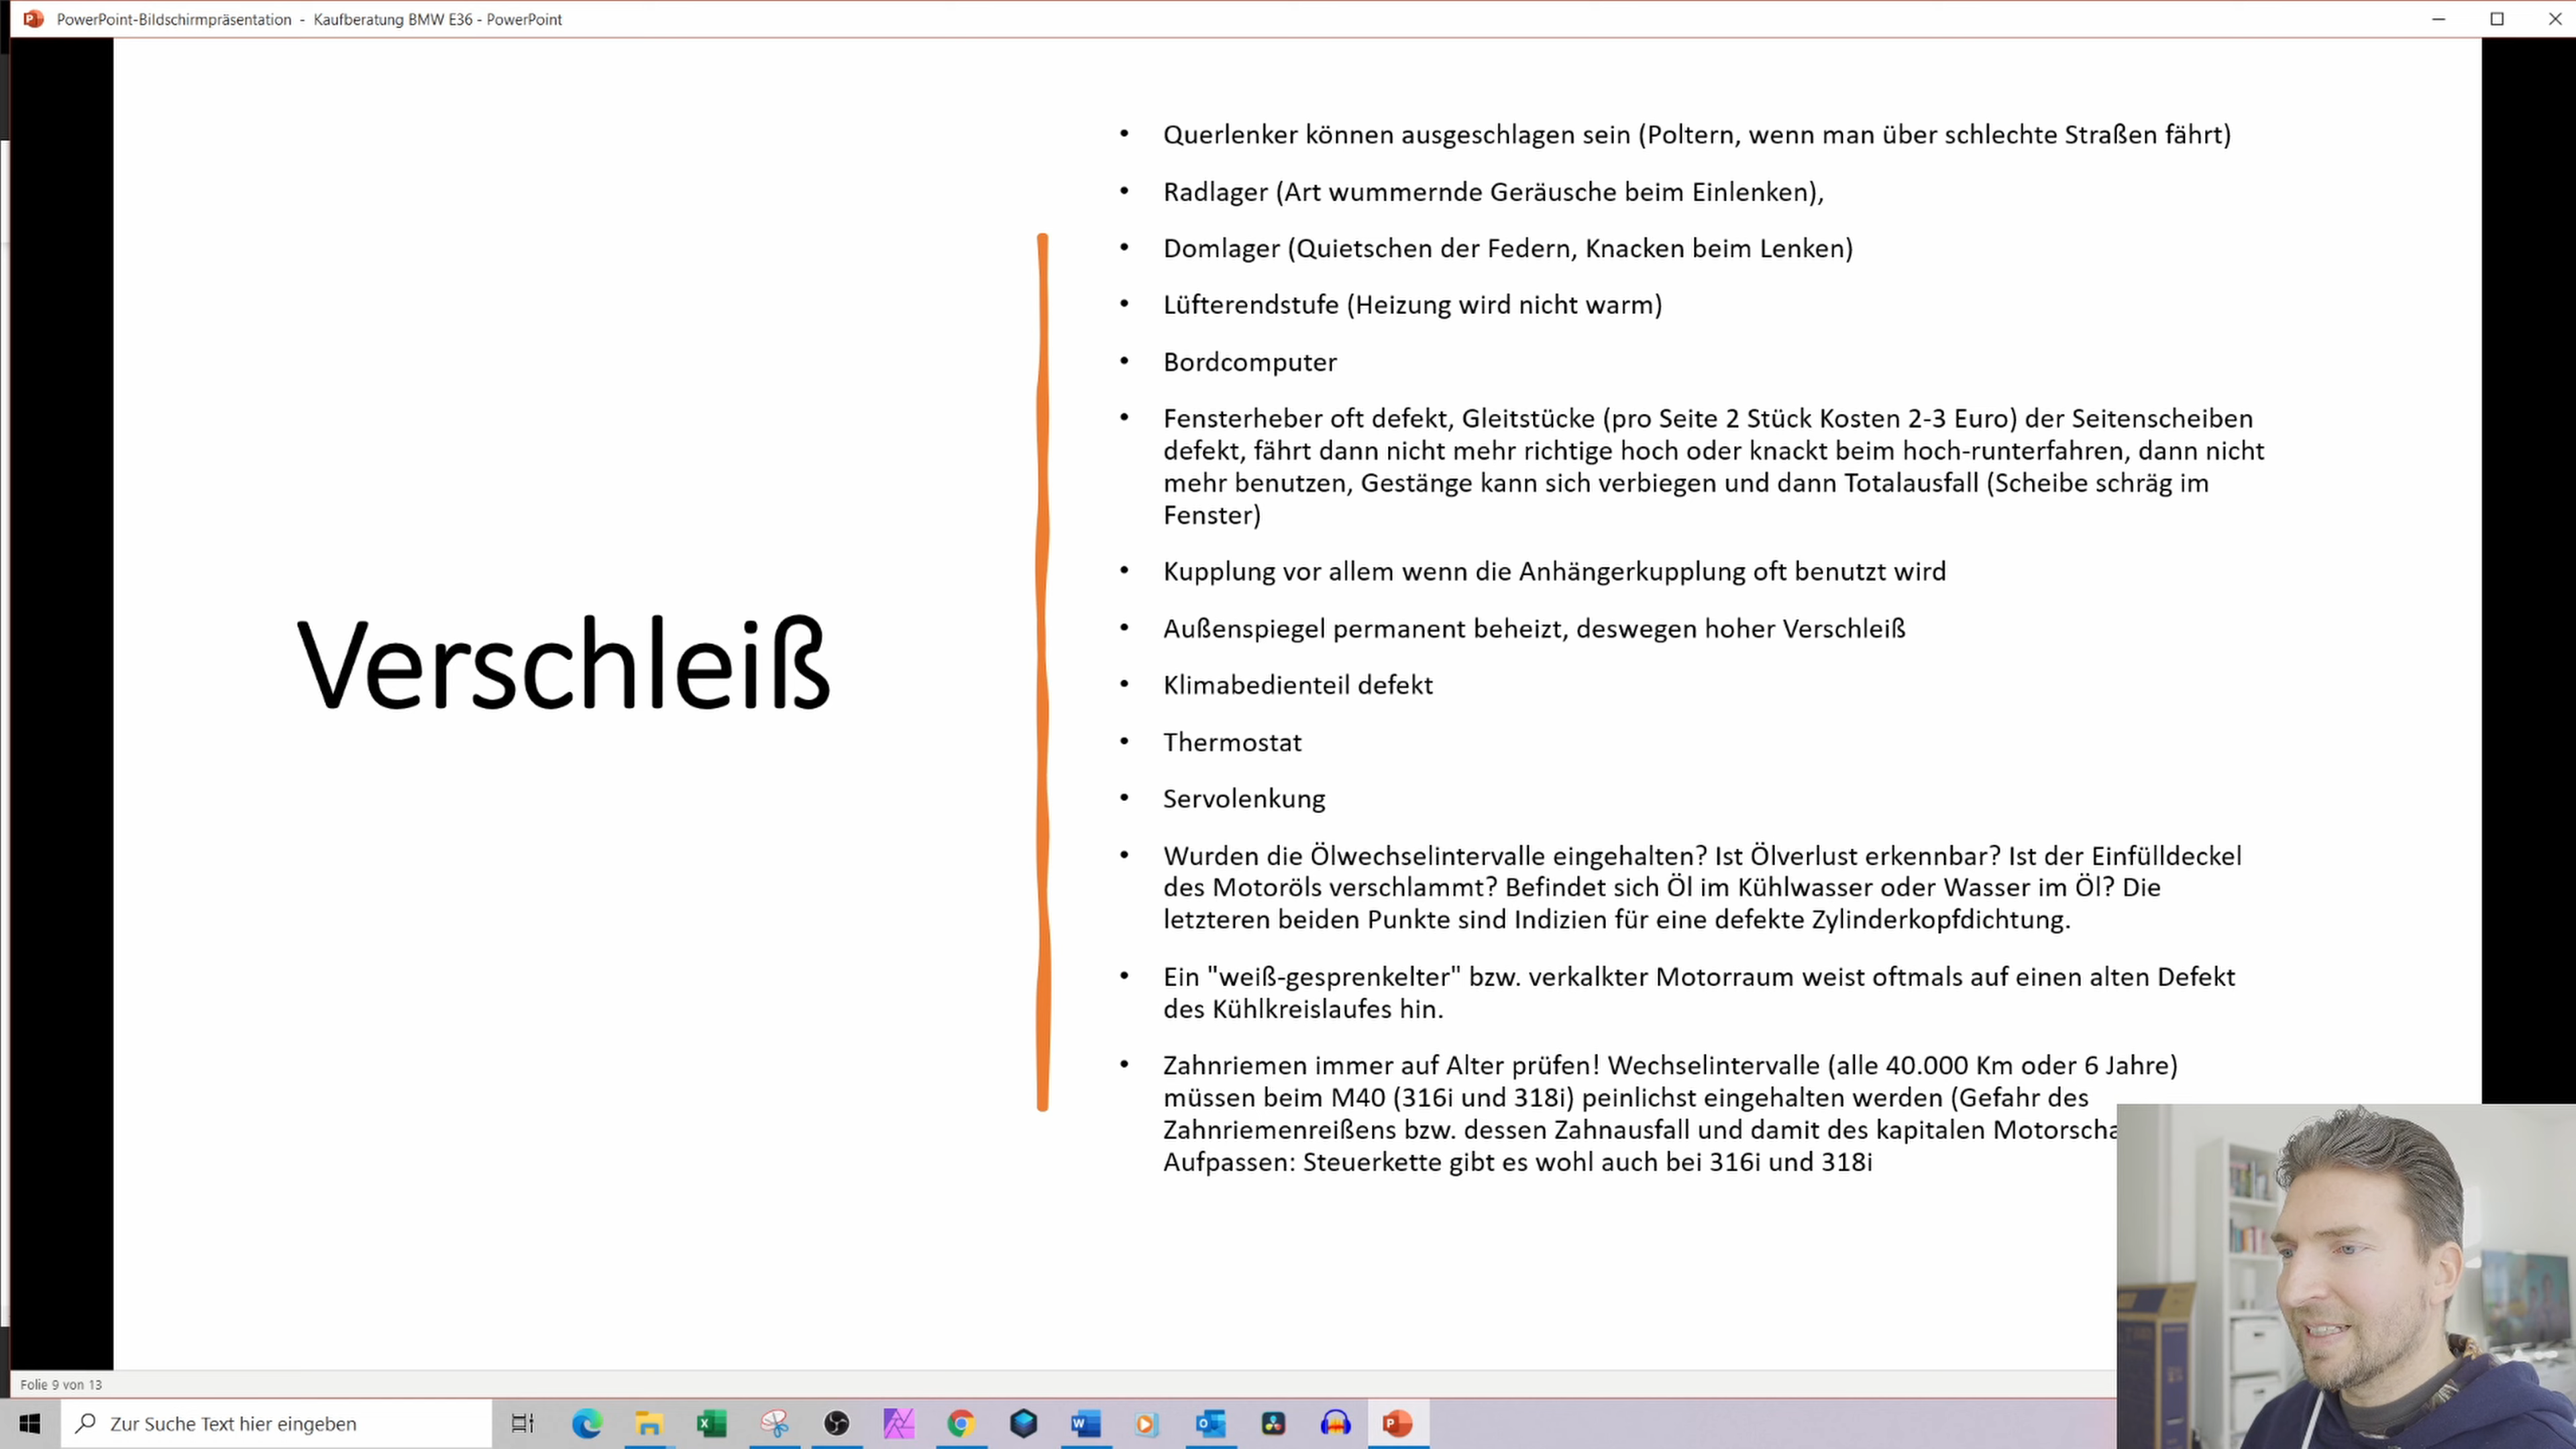 PowerPoint-Bildschirmpräsentation - Kaufberatung BMW E36 - PowerPoint
Verschleiß
• Querlenker können ausgeschlagen sein (Poltern, wenn man über schlechte Straßen fährt)
• Radlager (Art wummernde Geräusche beim Einlenken),
• Domlager (Quietschen der Federn, Knacken beim Lenken)
• Lüfterendstufe (Heizung wird nicht warm)
• Bordcomputer
• Fensterheber oft defekt, Gleitstücke (pro Seite 2 Stück Kosten 2-3 Euro) der Seitenscheiben
defekt, fährt dann nicht mehr richtige hoch oder knackt beim hoch-runterfahren, dann nicht
mehr benutzen, Gestänge kann sich verbiegen und dann Totalausfall (Scheibe schräg im
Fenster)
• Kupplung vor allem wenn die Anhängerkupplung oft benutzt wird
• Außenspiegel permanent beheizt, deswegen hoher Verschleiß
• Klimabedienteil defekt
• Thermostat
• Servolenkung
• Wurden die Ölwechselintervalle eingehalten? Ist Ölverlust erkennbar? Ist der Einfülldeckel
des Motoröls verschlammt? Befindet sich Öl im Kühlwasser oder Wasser im Öl? Die
letzteren beiden Punkte sind Indizien für eine defekte Zylinderkopfdichtung.
• Ein "weiß-gesprenkelter" bzw. verkalkter Motorraum weist oftmals auf einen alten Defekt
des Kühlkreislaufes hin.
• Zahnriemen immer auf Alter prüfen! Wechselintervalle (alle 40.000 Km oder 6 Jahre)
müssen beim M40 (316i und 318i) peinlichst eingehalten werden (Gefahr des
Zahnriemenreißens bzw. dessen Zahnausfall und damit des kapitalen Motorscha
Aufpassen: Steuerkette gibt es wohl auch bei 316i und 318i
Folie 9 von 13
Zur Suche Text hier eingeben